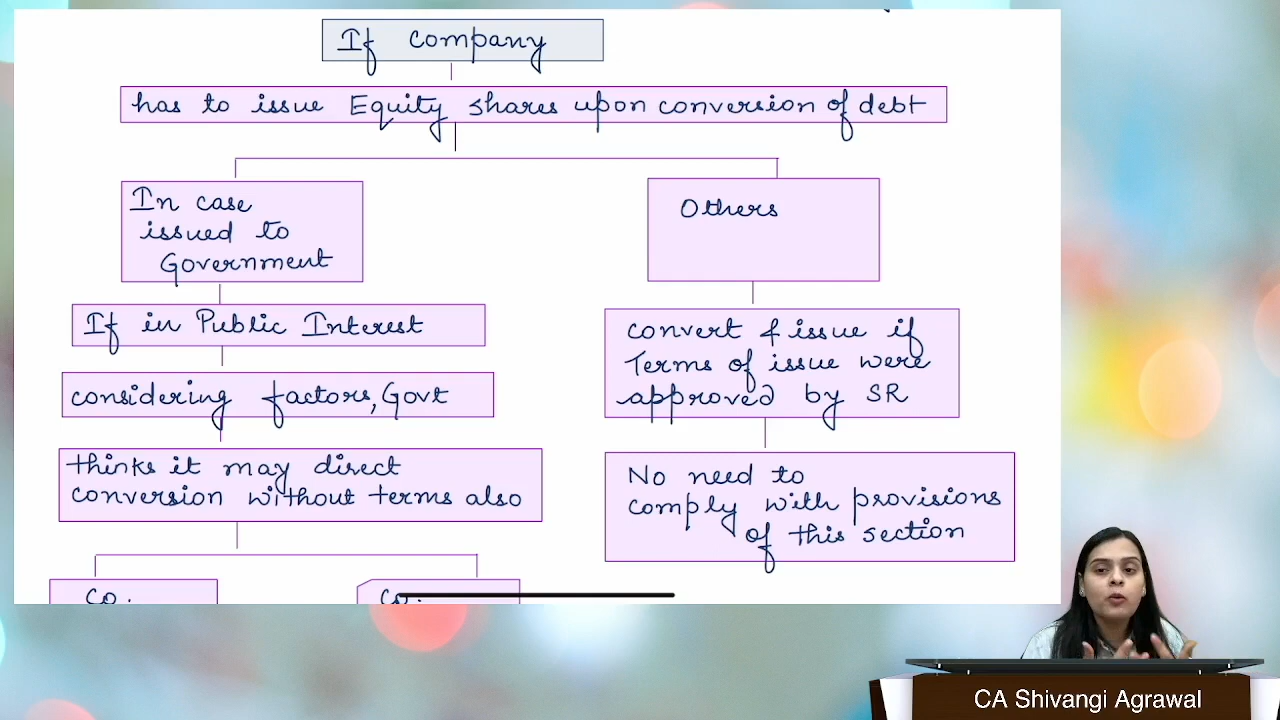 If company
has to issue Equity shares upon conversion of debt
In case
issued to
Government
Others
If in Public Interest
considering factors, Govt
thinks it may direct
conversion without terms also
convert & issue if
Terms of issue were
approved by SR
No need to
comply with provisions
of this section
co.
co.
CA Shivangi Agrawal